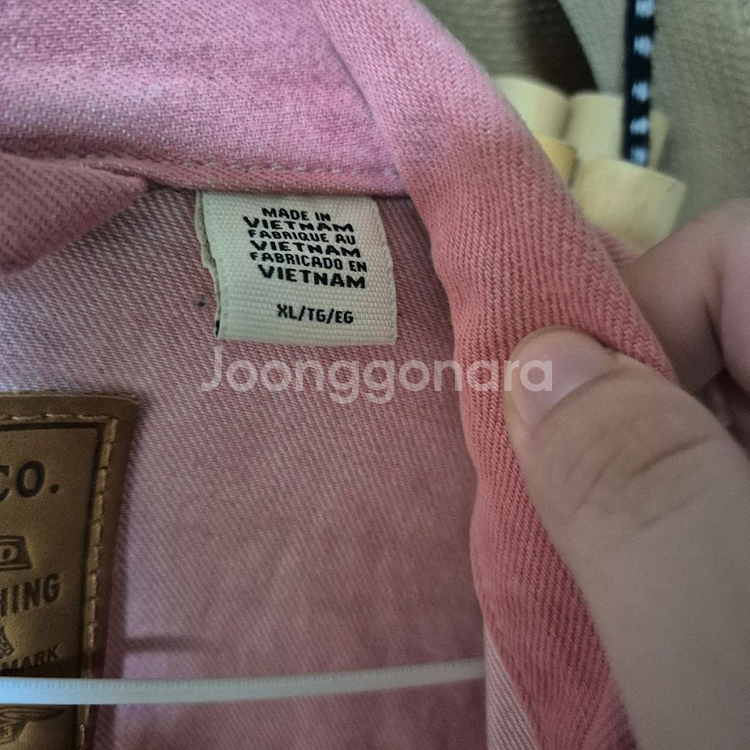 MADE IN
VIETNAM
FABRIQUE AU
VIETNAM
FABRICADO EN
VIETNAM
XL/TG/EG
Joonggonara
CO.
D
HING
MARK